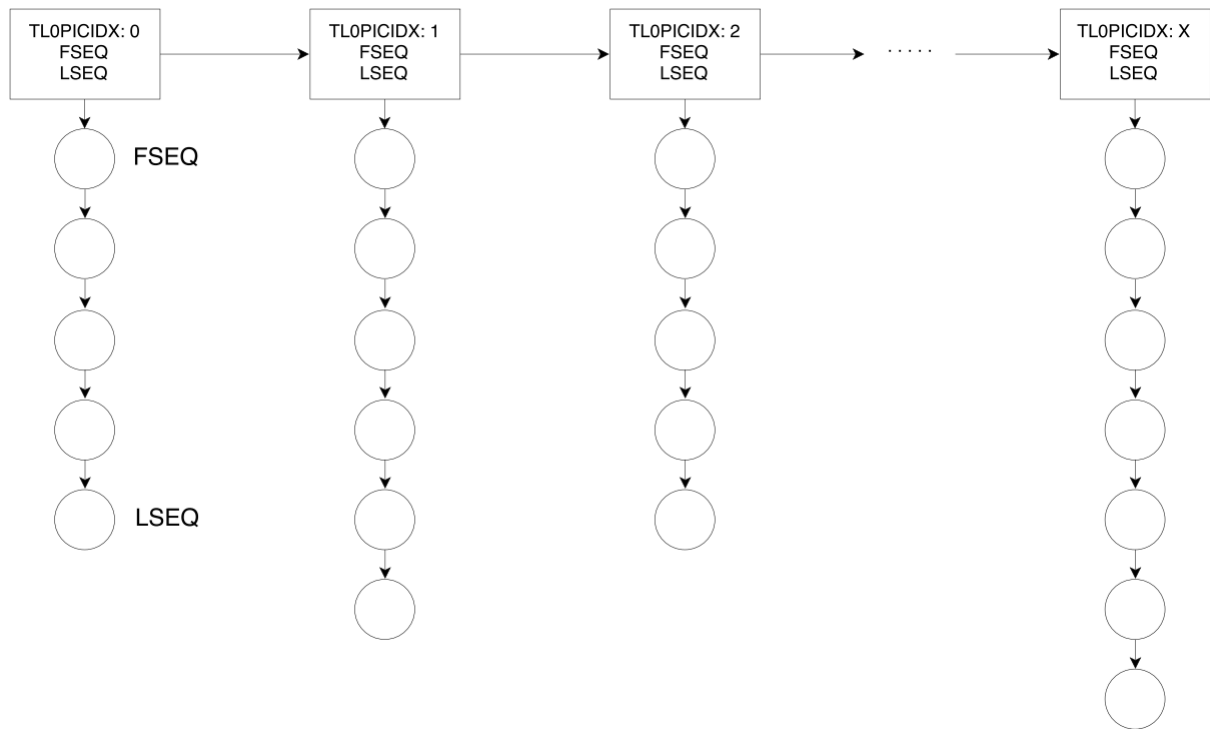 TL0PICIDX: 0
FSEQ
LSEQ
TL0PICIDX: 1
FSEQ
LSEQ
TL0PICIDX: 2
FSEQ
LSEQ
.....
TL0PICIDX: X
FSEQ
LSEQ
FSEQ
LSEQ